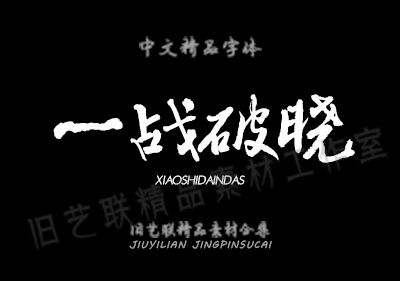 中文精品字体
一战破晓
XIAOSHIDAINDAS
旧艺联精品素材工作室
旧艺联精品素材合集
JIUYILIAN JINGPINSUCAI